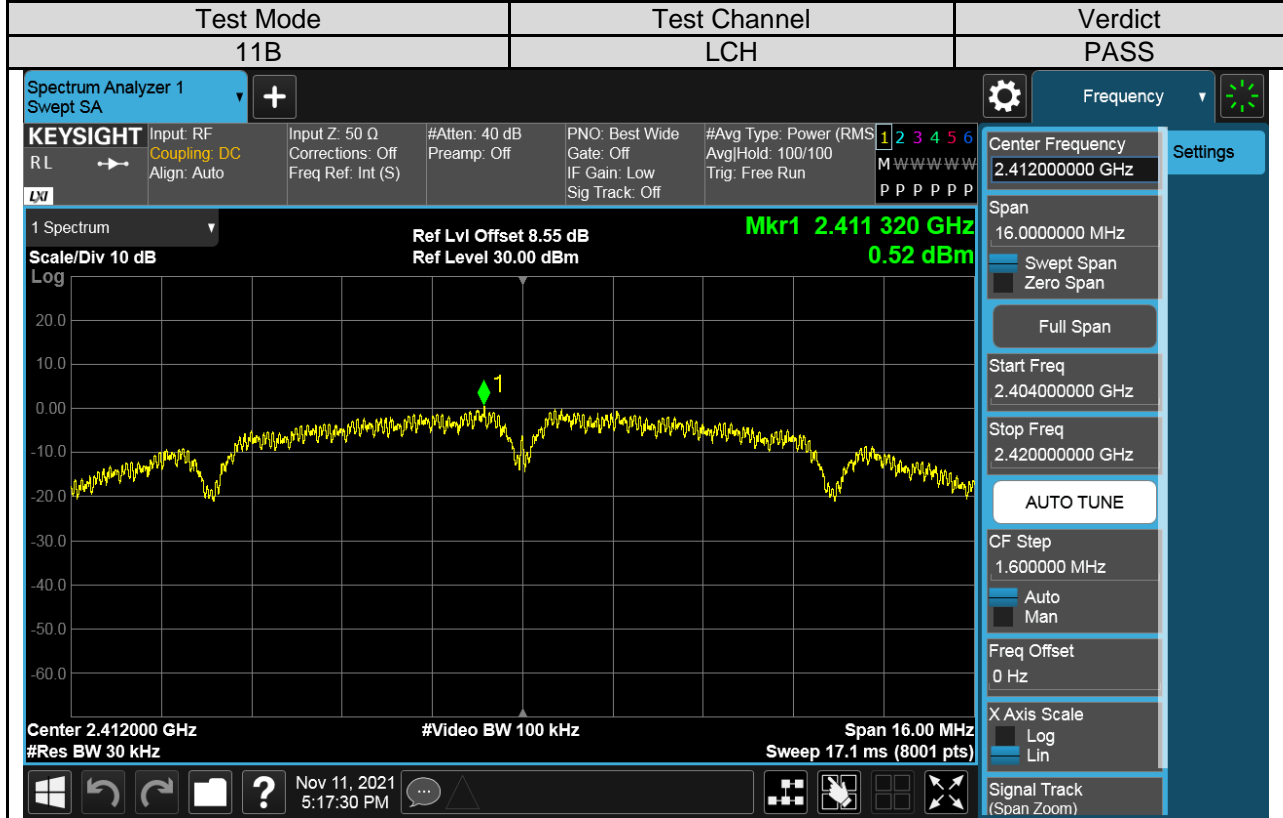 Test Mode Test Channel Verdict
11B LCH PASS
Spectrum Analyzer 1
Swept SA
+
Frequency
KEYSIGHT Input: RF Input Z: 50 Ω #Atten: 40 dB PNO: Best Wide #Avg Type: Power (RMS 1 2 3 4 5 6
RL Coupling: DC Corrections: Off Preamp: Off Gate: Off Avg|Hold: 100/100 M W W W W W
Align: Auto Freq Ref: Int (S) IF Gain: Low Trig: Free Run
LXI Sig Track: Off P P P P P P
1 Spectrum Ref Lvl Offset 8.55 dB Mkr1 2.411 320 GHz
Scale/Div 10 dB Ref Level 30.00 dBm 0.52 dBm
Log
20.0
10.0
1
0.00
-10.0
-20.0
-30.0
-40.0
-50.0
-60.0
Center 2.412000 GHz #Video BW 100 kHz Span 16.00 MHz
#Res BW 30 kHz Sweep 17.1 ms (8001 pts)
? Nov 11, 2021
5:17:30 PM
Center Frequency
2.412000000 GHz
Settings
Span
16.0000000 MHz
Swept Span
Zero Span
Full Span
Start Freq
2.404000000 GHz
Stop Freq
2.420000000 GHz
AUTO TUNE
CF Step
1.600000 MHz
Auto
Man
Freq Offset
0 Hz
X Axis Scale
Log
Lin
Signal Track
(Span Zoom)